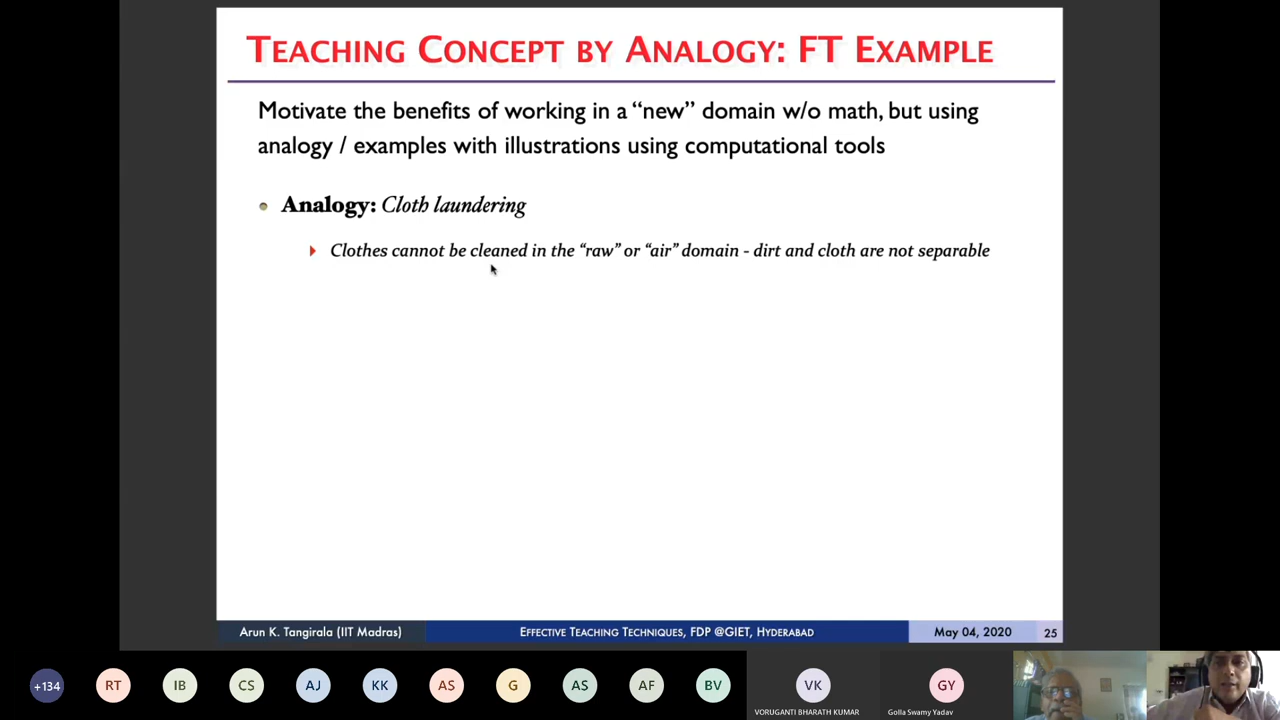 TEACHING CONCEPT BY ANALOGY: FT EXAMPLE
Motivate the benefits of working in a “new” domain w/o math, but using
analogy / examples with illustrations using computational tools
Analogy: Cloth laundering
Clothes cannot be cleaned in the “raw” or “air” domain - dirt and cloth are not separable
Arun K. Tangirala (IIT Madras)
EFFECTIVE TEACHING TECHNIQUES, FDP @GIET, HYDERABAD
May 04, 2020
25
+134
RT
IB
CS
AJ
KK
AS
G
AS
AF
BV
VK
VORUGANTI BHARATH KUMAR
GY
Golla Swamy Yadav